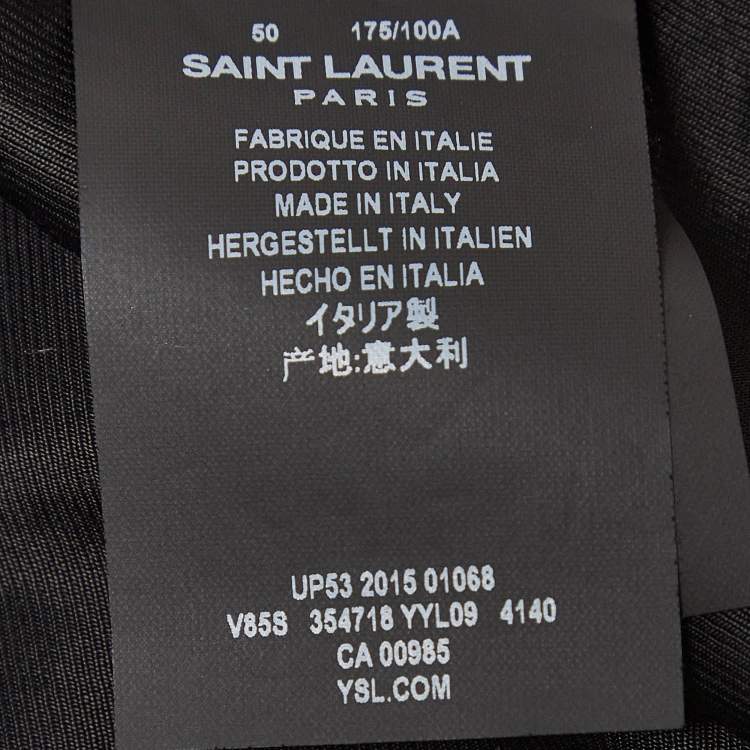 50 175/100A
SAINT LAURENT
PARIS
FABRIQUE EN ITALIE
PRODOTTO IN ITALIA
MADE IN ITALY
HERGESTELLT IN ITALIEN
HECHO EN ITALIA
イタリア製
产地:意大利
UP53 2015 01068
V85S 354718 YYL09 4140
CA 00985
YSL.COM